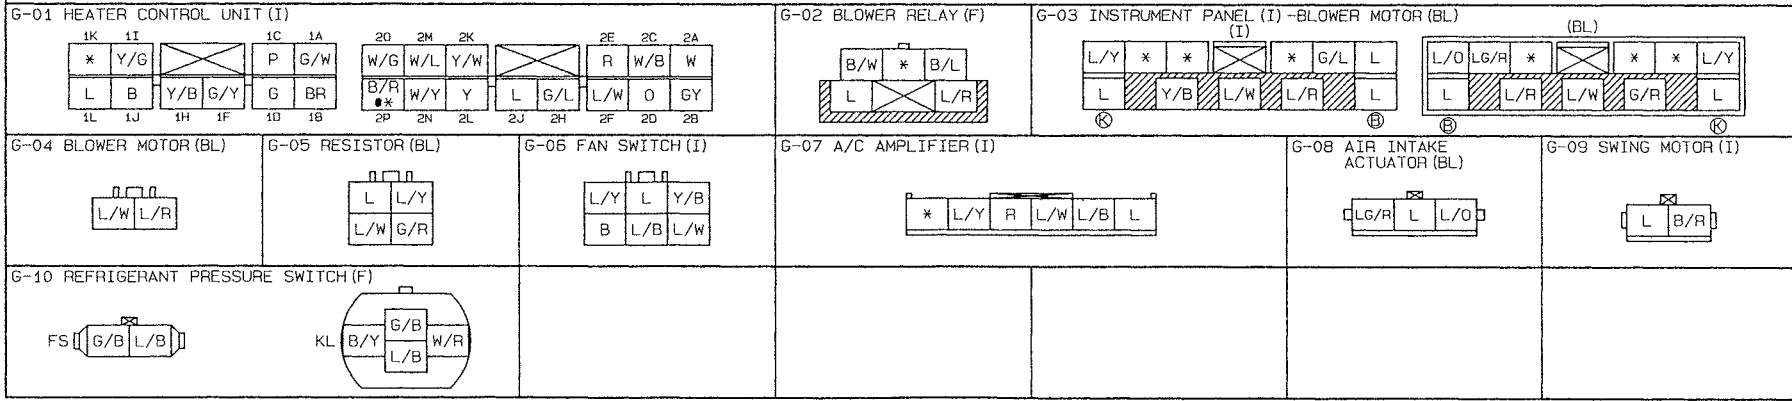 G-01 HEATER CONTROL UNIT (I)
1K 1I 1C 1A
* Y/G P G/W
L B Y/B G/Y G BR
1L 1J 1H 1F 1D 1B
2O 2M 2K 2E 2C 2A
W/G W/L Y/W R W/B W
B/R ●* W/Y Y L G/L L/W O GY
2P 2N 2L 2J 2H 2F 2D 2B
G-02 BLOWER RELAY (F)
B/W * B/L
L L/R
G-03 INSTRUMENT PANEL (I) -BLOWER MOTOR (BL)
(I)
L/Y * * * G/L L
L Y/B L/W L/R L
K B
(BL)
L/O LG/R * * * L/Y
L L/R L/W G/R L
B K
G-04 BLOWER MOTOR (BL)
L/W L/R
G-05 RESISTOR (BL)
L L/Y
L/W G/R
G-06 FAN SWITCH (I)
L/Y L Y/B
B L/B L/W
G-07 A/C AMPLIFIER (I)
* L/Y R L/W L/B L
G-08 AIR INTAKE
ACTUATOR (BL)
LG/R L L/O
G-09 SWING MOTOR (I)
L B/R
G-10 REFRIGERANT PRESSURE SWITCH (F)
FS G/B L/B
KL B/Y G/B W/R
L/B